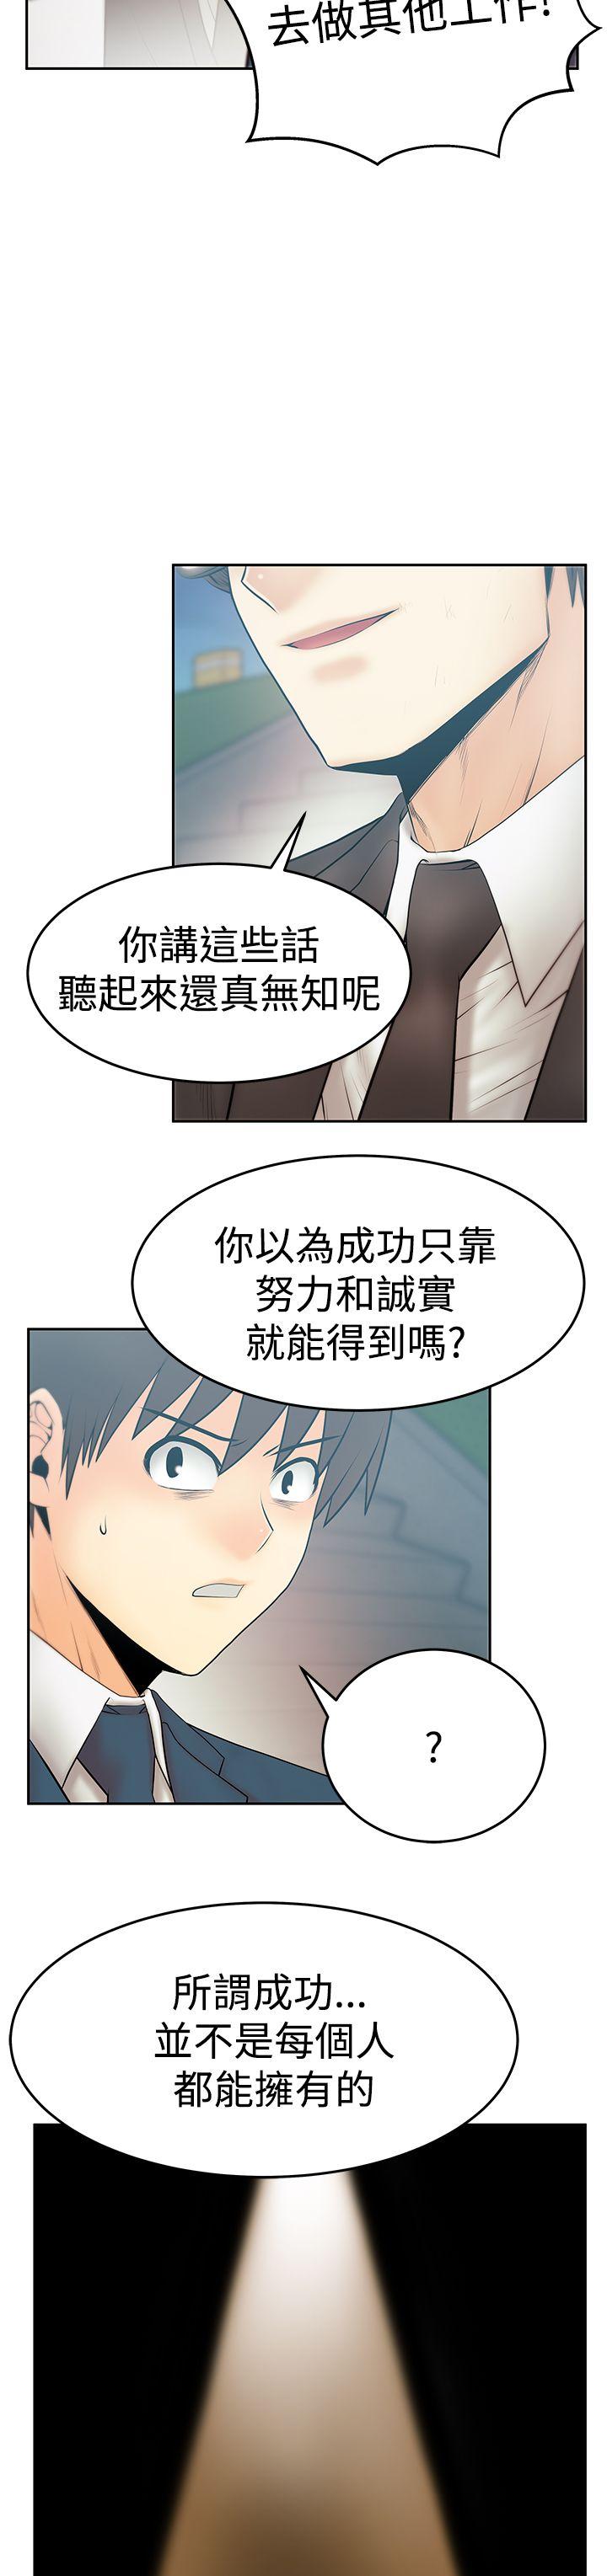 去做其他工作!
你講這些話
聽起來還真無知呢
你以為成功只靠
努力和誠實
就能得到嗎?
?
所謂成功...
並不是每個人
都能擁有的